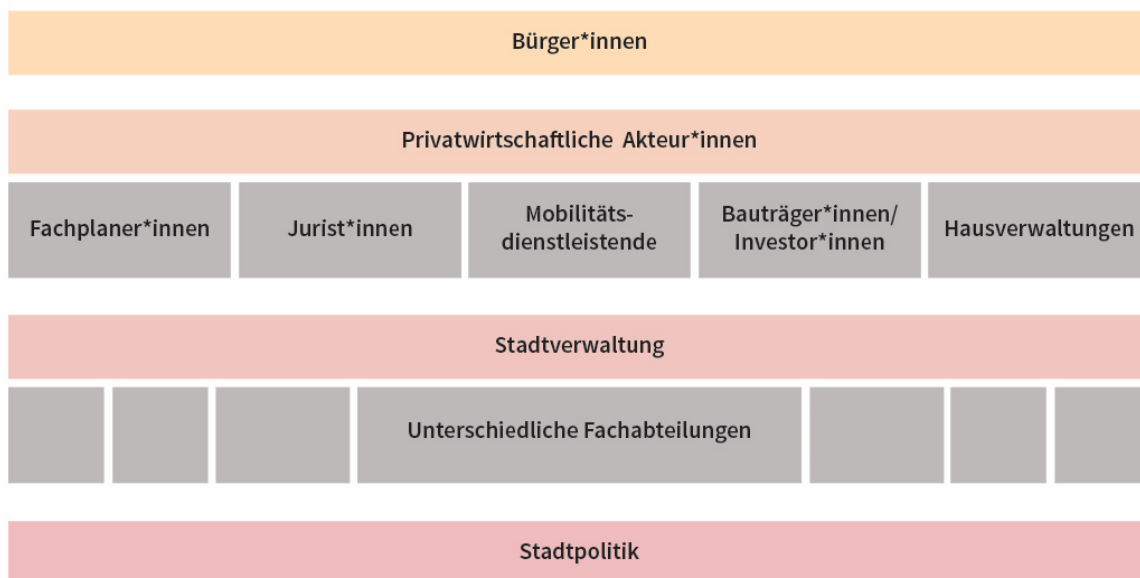 Bürger*innen
Privatwirtschaftliche Akteur*innen
Fachplaner*innen
Jurist*innen
Mobilitäts-
dienstleistende
Bauträger*innen/
Investor*innen
Hausverwaltungen
Stadtverwaltung
Unterschiedliche Fachabteilungen
Stadtpolitik